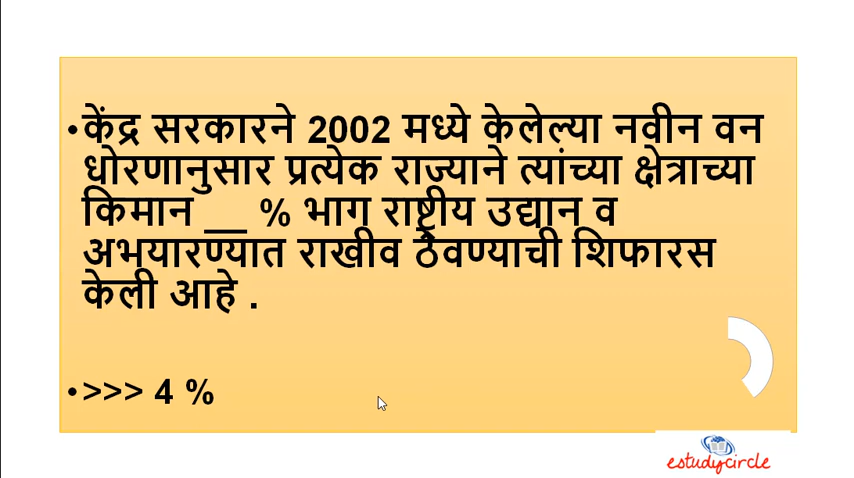 •केंद्र सरकारने 2002 मध्ये केलेल्या नवीन वन
धोरणानुसार प्रत्येक राज्याने त्यांच्या क्षेत्राच्या
किमान __ % भाग राष्ट्रीय उद्यान व
अभयारण्यात राखीव ठेवण्याची शिफारस
केली आहे .
•>>> 4 %
estudycircle